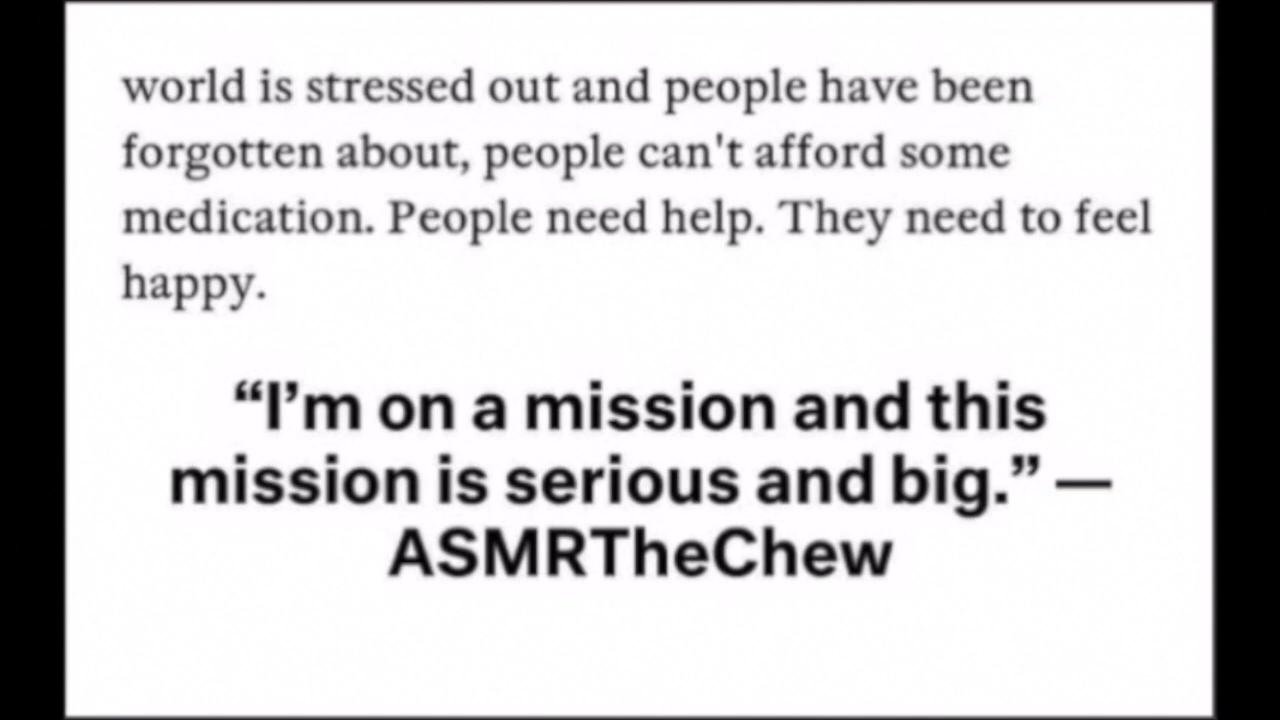 world is stressed out and people have been
forgotten about, people can't afford some
medication. People need help. They need to feel
happy.
“I’m on a mission and this
mission is serious and big.” —
ASMRTheChew